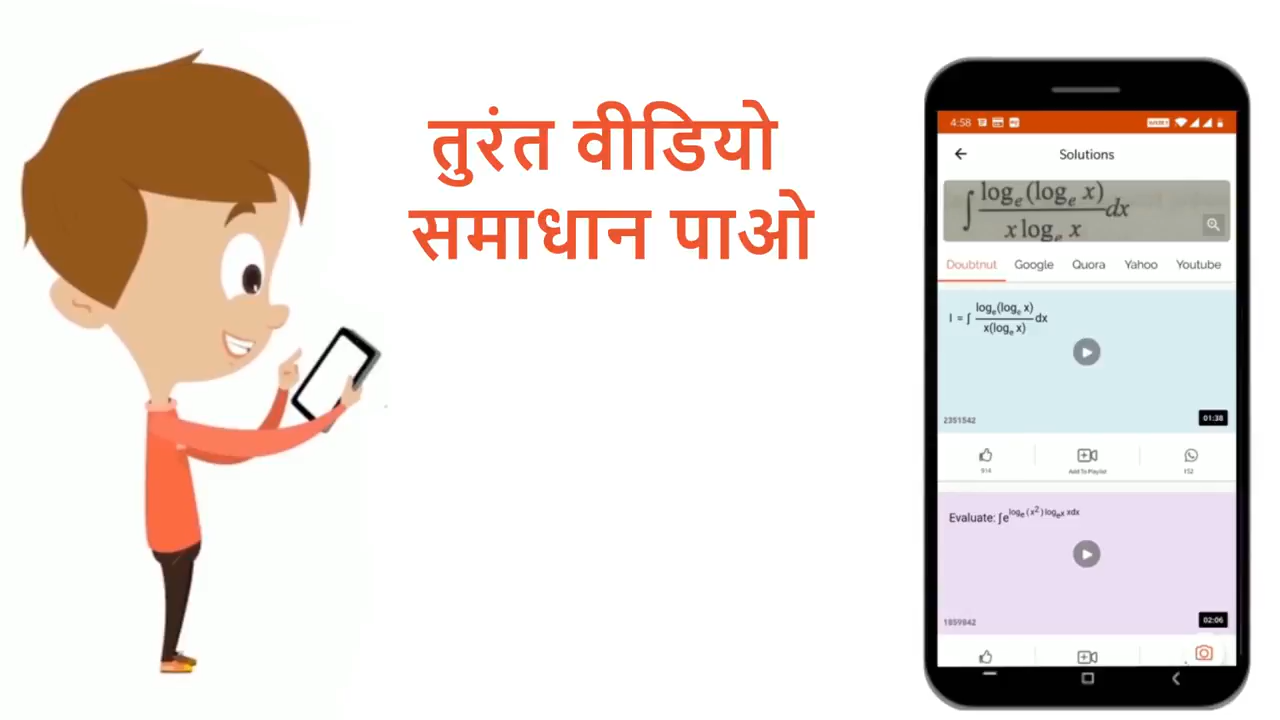 तुरंत वीडियो
समाधान पाओ
4:58
Solutions
∫ logₑ(logₑ x) / x logₑ x dx
Doubtnut Google Quora Yahoo Youtube
I = ∫ logₑ(logₑ x) / x(logₑ x) dx
2351542 01:38
914 Add To Playlist 152
Evaluate: ∫e^logₑ(x²) logₑx xdx
1859842 02:06